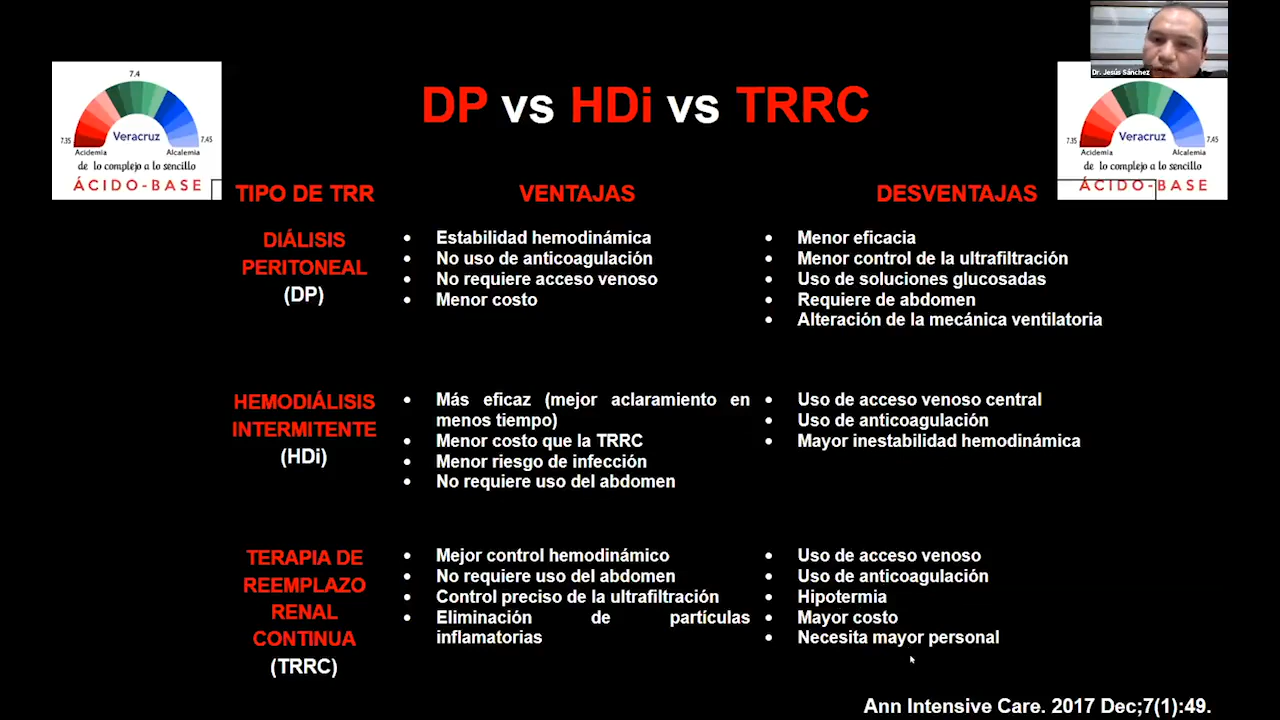 Dr. Jesús Sánchez
7.4
7.35
Veracruz
7.45
Acidemia
Alcalemia
de lo complejo a lo sencillo
ÁCIDO-BASE
DP vs HDi vs TRRC
7.35
Veracruz
7.45
Acidemia
Alcalemia
de lo complejo a lo sencillo
ÁCIDO-BASE
TIPO DE TRR
VENTAJAS
DESVENTAJAS
DIÁLISIS
PERITONEAL
(DP)
• Estabilidad hemodinámica
• No uso de anticoagulación
• No requiere acceso venoso
• Menor costo
• Menor eficacia
• Menor control de la ultrafiltración
• Uso de soluciones glucosadas
• Requiere de abdomen
• Alteración de la mecánica ventilatoria
HEMODIÁLISIS
INTERMITENTE
(HDi)
• Más eficaz (mejor aclaramiento en
menos tiempo)
• Menor costo que la TRRC
• Menor riesgo de infección
• No requiere uso del abdomen
• Uso de acceso venoso central
• Uso de anticoagulación
• Mayor inestabilidad hemodinámica
TERAPIA DE
REEMPLAZO
RENAL
CONTINUA
(TRRC)
• Mejor control hemodinámico
• No requiere uso del abdomen
• Control preciso de la ultrafiltración
• Eliminación de partículas
inflamatorias
• Uso de acceso venoso
• Uso de anticoagulación
• Hipotermia
• Mayor costo
• Necesita mayor personal
Ann Intensive Care. 2017 Dec;7(1):49.